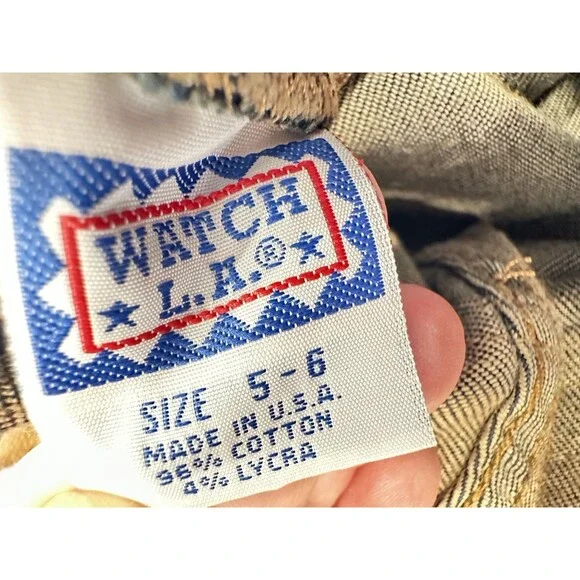 WATCH
L.A.®
SIZE 5-6
MADE IN U.S.A.
96% COTTON
4% LYCRA